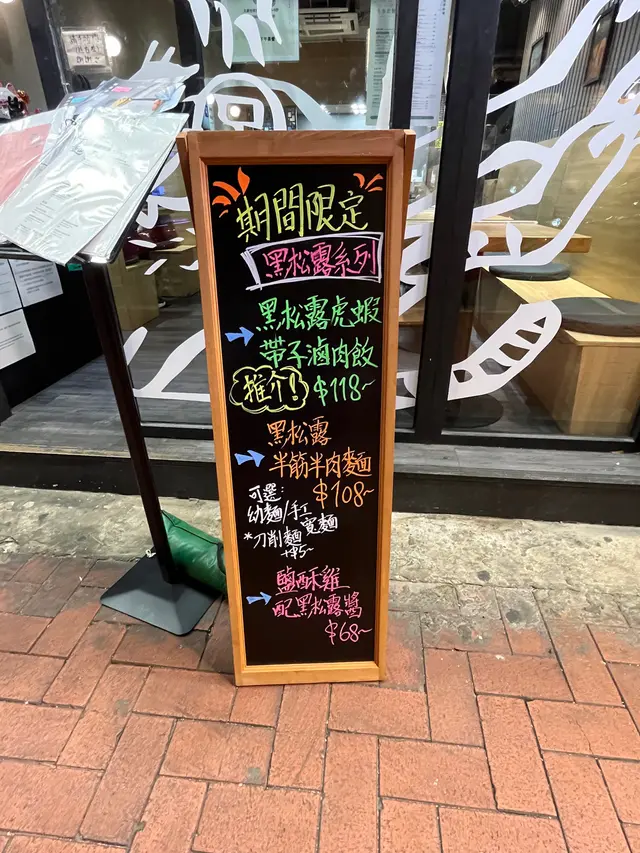 期間限定
黑松露系列
黑松露虎蝦
帶子滷肉飯
推介! $118~
黑松露
半筋半肉麵
$108~
可選:
幼麵/手工
寬麵
*刀削麵
+$5~
鹽酥雞
配黑松露醬
$68~